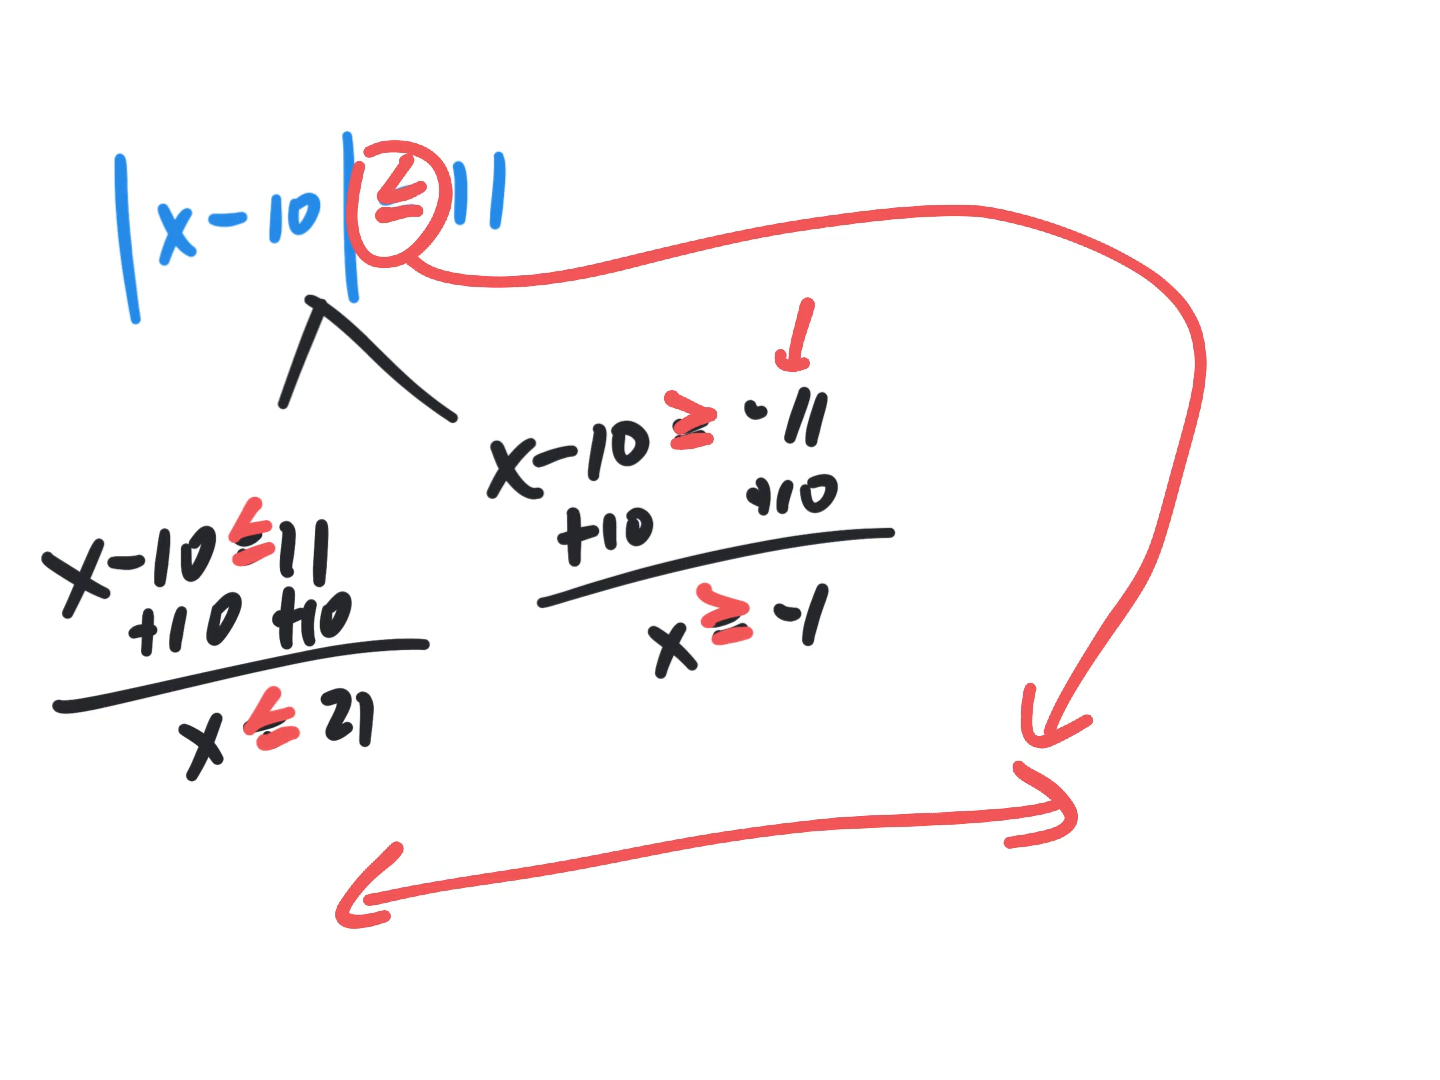 |x-10| ≤ 11
x-10 ≥ -11
+10 +10
x ≥ -1
x-10 ≤ 11
+10 +10
x ≤ 21